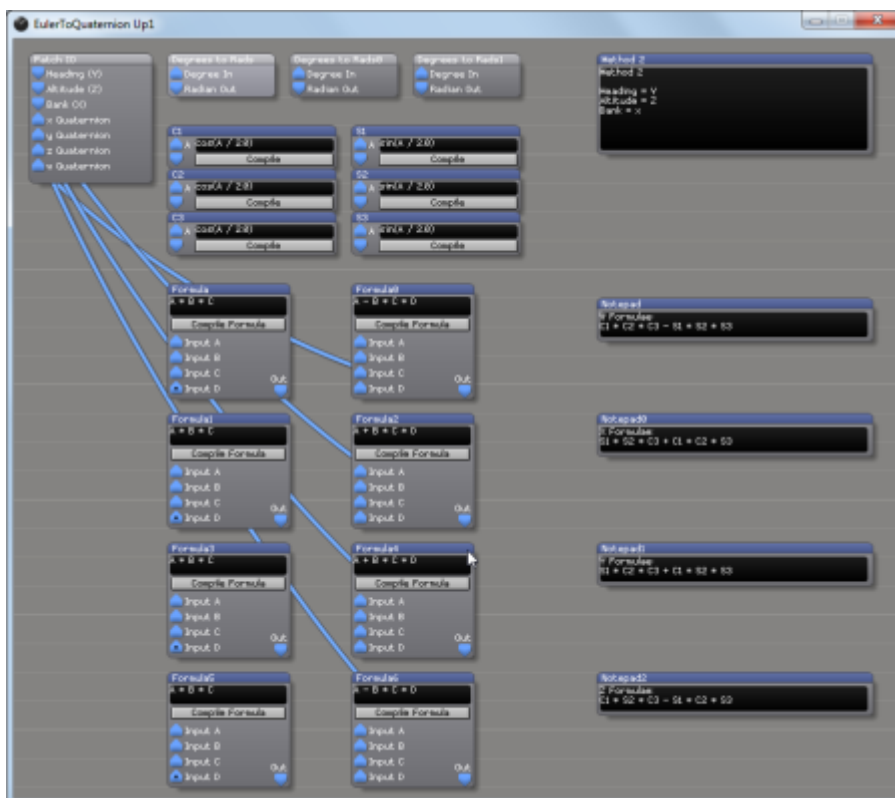 EulerToQuaternion Up1
Patch IO
Heading (Y)
Altitude (Z)
Bank (X)
x Quaternion
y Quaternion
z Quaternion
w Quaternion
Degrees to Rads
Degree In
Radian Out
Degrees to Rads0
Degree In
Radian Out
Degrees to Rads1
Degree In
Radian Out
Method 2
Method 2
Heading = Y
Altitude = Z
Bank = x
C1
A
cos(A / 2.0)
Compile
S1
A
sin(A / 2.0)
Compile
C2
A
cos(A / 2.0)
Compile
S2
A
sin(A / 2.0)
Compile
C3
A
cos(A / 2.0)
Compile
S3
A
sin(A / 2.0)
Compile
Formula
A * B * C
Compile Formula
Input A
Input B
Input C
Input D
Out
Formula0
A - B * C * D
Compile Formula
Input A
Input B
Input C
Input D
Out
Notepad
Formulae:
C1 * C2 * C3 - S1 * S2 * S3
Formula1
A * B * C
Compile Formula
Input A
Input B
Input C
Input D
Out
Formula2
A + B * C * D
Compile Formula
Input A
Input B
Input C
Input D
Out
Notepad0
X Formulae:
S1 * S2 * C3 + C1 * C2 * S3
Formula3
A * B * C
Compile Formula
Input A
Input B
Input C
Input D
Out
Formula4
A + B * C * D
Compile Formula
Input A
Input B
Input C
Input D
Out
Notepad1
Y Formulae:
S1 * C2 * C3 + C1 * S2 * S3
Formula5
A * B * C
Compile Formula
Input A
Input B
Input C
Input D
Out
Formula6
A - B * C * D
Compile Formula
Input A
Input B
Input C
Input D
Out
Notepad2
Z Formulae:
C1 * S2 * C3 - S1 * C2 * S3